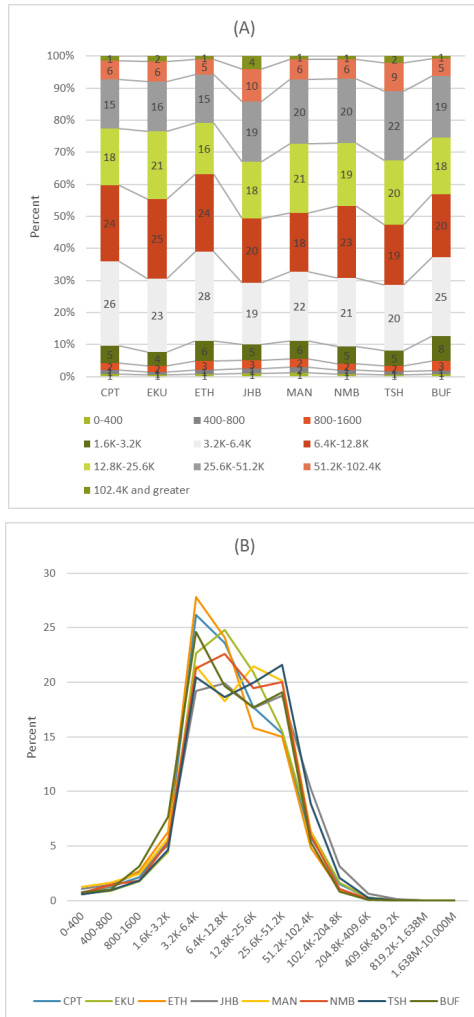 (A)
100%
90%
80%
70%
60%
50%
40%
30%
20%
10%
0%
Percent
1 2 1 4 1 1 2 1
6 6 5 10 6 6 9 5
15 16 15 19 20 20 22 19
18 21 16 18 21 19 20 18
24 25 24 20 18 23 19 20
26 23 28 19 22 21 20 25
5 4 6 5 6 5 5 8
2 2 3 3 2 2 2 3
1 1 1 1 1 1 1 1
CPT EKU ETH JHB MAN NMB TSH BUF
0-400 400-800 800-1600
1.6K-3.2K 3.2K-6.4K 6.4K-12.8K
12.8K-25.6K 25.6K-51.2K 51.2K-102.4K
102.4K and greater
(B)
30
25
20
15
10
5
0
Percent
0-400
400-800
800-1600
1.6K-3.2K
3.2K-6.4K
6.4K-12.8K
12.8K-25.6K
25.6K-51.2K
51.2K-102.4K
102.4K-204.8K
204.8K-409.6K
409.6K-819.2K
819.2K-1.638M
1.638M-10.000M
CPT EKU ETH JHB MAN NMB TSH BUF